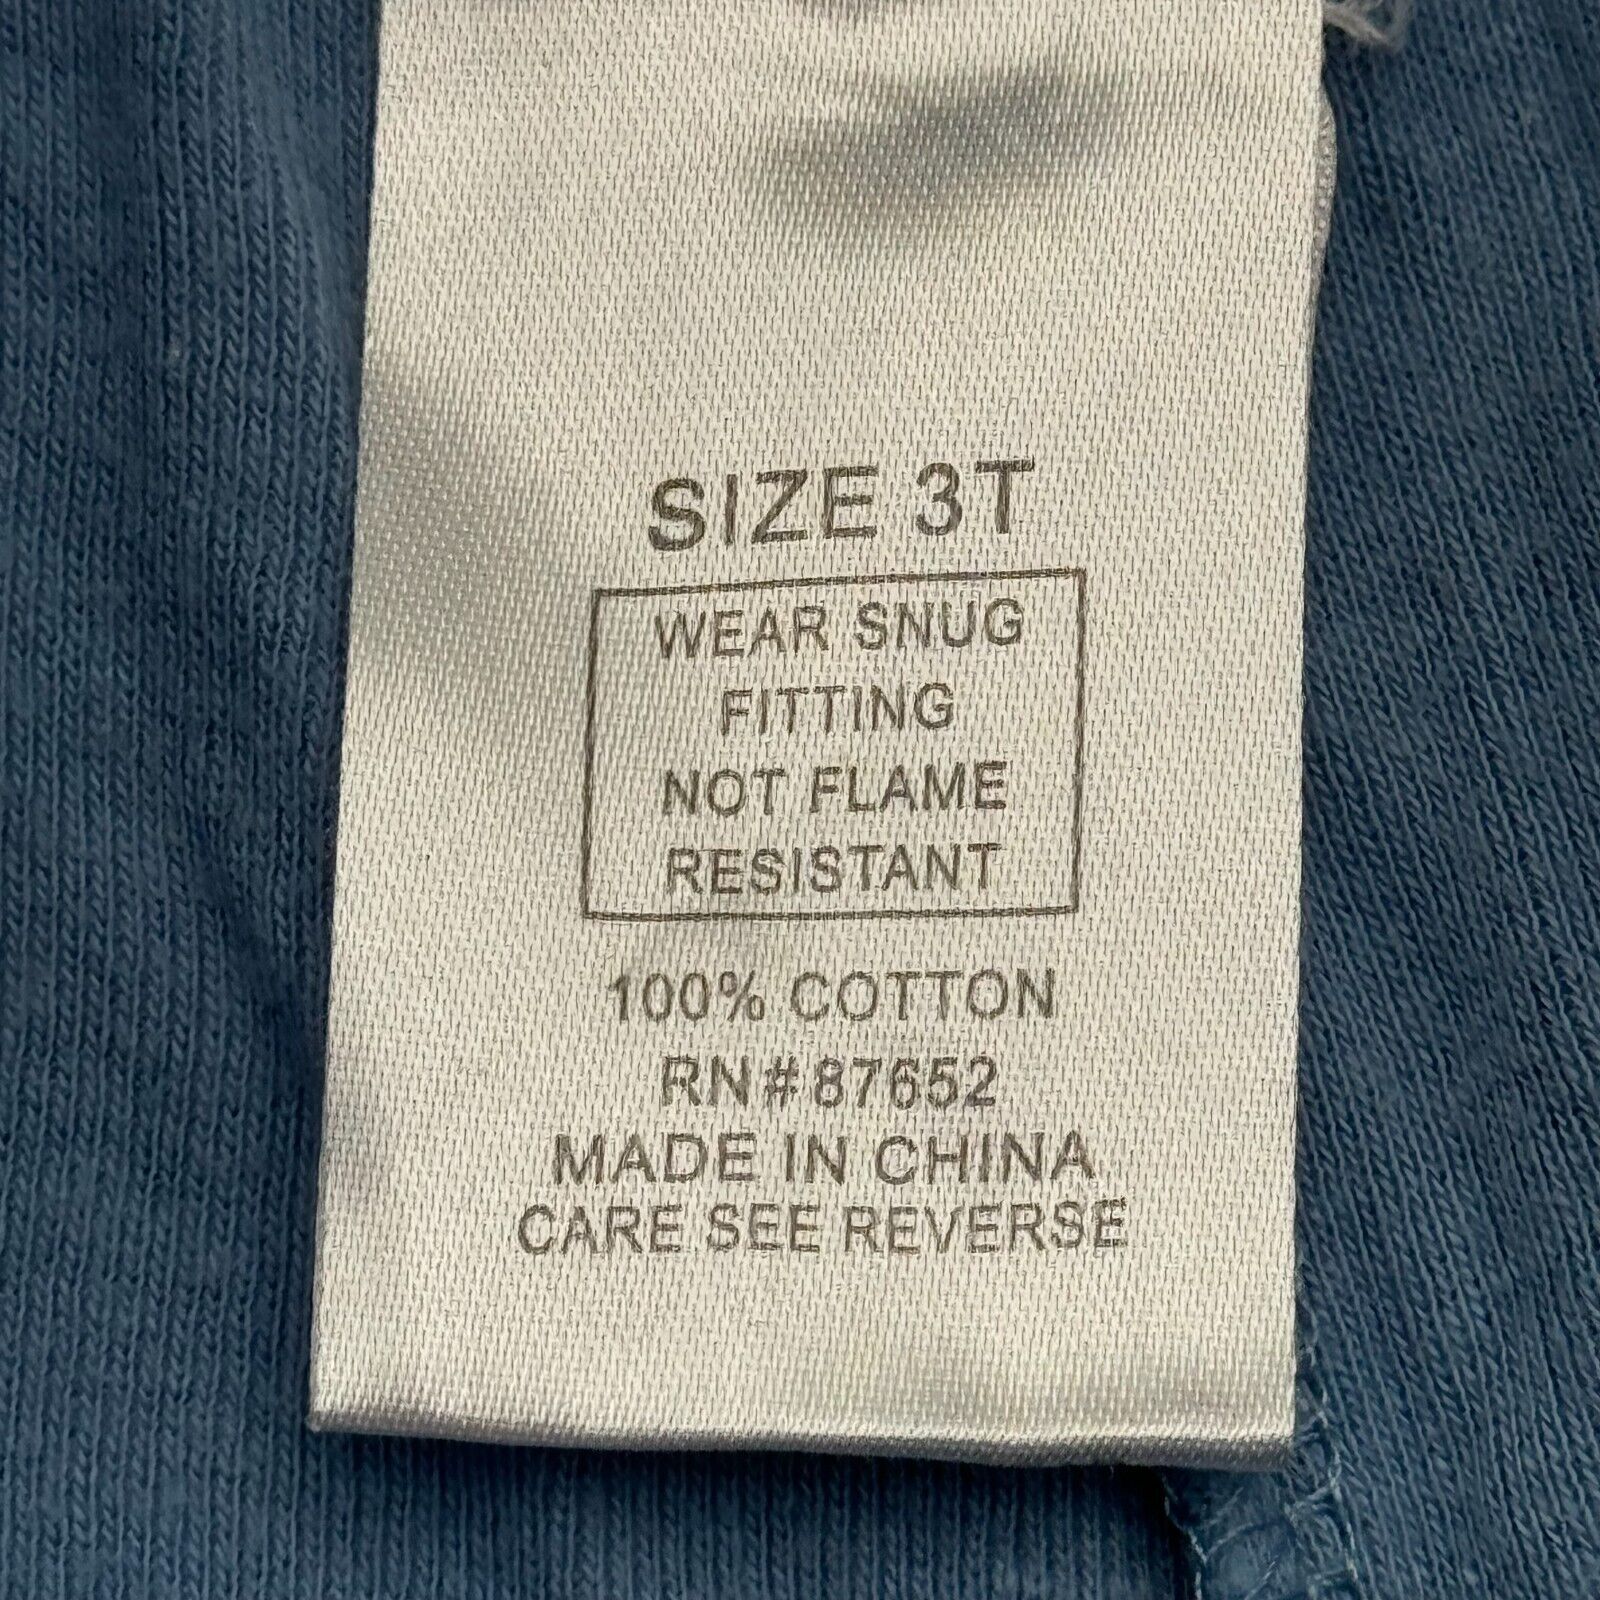 SIZE 3T
WEAR SNUG
FITTING
NOT FLAME
RESISTANT
100% COTTON
RN#87652
MADE IN CHINA
CARE SEE REVERSE